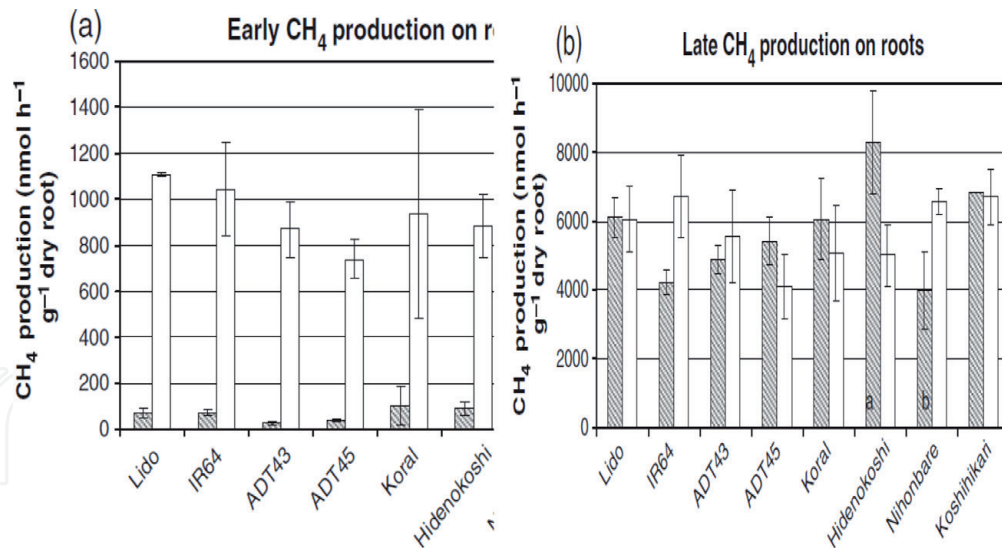 (a) Early CH₄ production on r
CH₄ production (nmol h⁻¹
g⁻¹ dry root)
1600
1400
1200
1000
800
600
400
200
0
Lido
IR64
ADT43
ADT45
Koral
Hidenokoshi
(b) Late CH₄ production on roots
CH₄ production (nmol h⁻¹
g⁻¹ dry root)
10000
8000
6000
4000
2000
0
a
b
Lido
IR64
ADT43
ADT45
Koral
Hidenokoshi
Nihonbare
Koshihikari